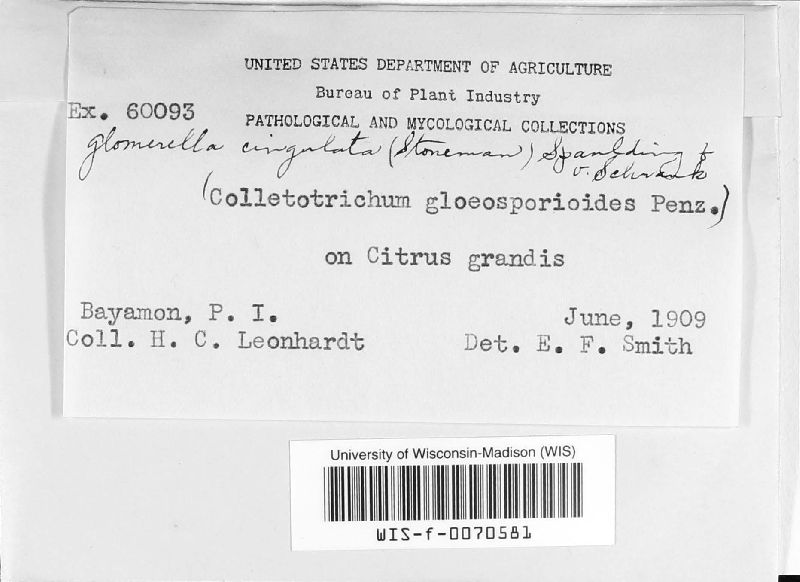 UNITED STATES DEPARTMENT OF AGRICULTURE
Bureau of Plant Industry
Ex. 60093
PATHOLOGICAL AND MYCOLOGICAL COLLECTIONS
Glomerella cingulata (Stoneman) Spaulding &
v. Schrenk
(Colletotrichum gloeosporioides Penz.)
on Citrus grandis
Bayamon, P. I. June, 1909
Coll. H. C. Leonhardt Det. E. F. Smith
University of Wisconsin-Madison (WIS)
WIS-f-0070581